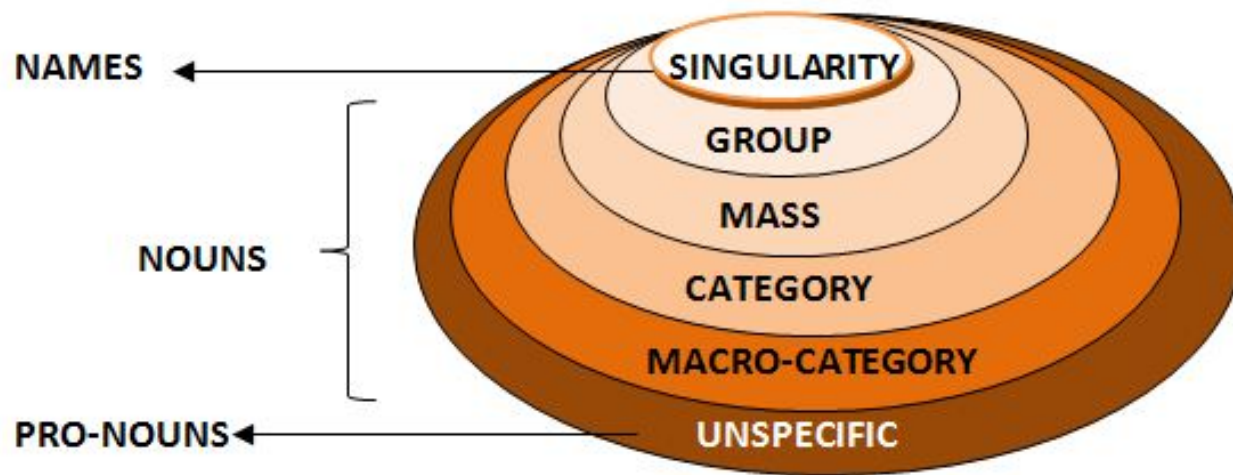 NAMES
SINGULARITY
GROUP
MASS
NOUNS
CATEGORY
MACRO-CATEGORY
PRO-NOUNS
UNSPECIFIC